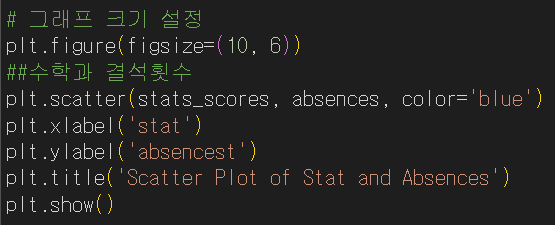 # 그래프 크기 설정
plt.figure(figsize=(10, 6))
##수학과 결석횟수
plt.scatter(stats_scores, absences, color='blue')
plt.xlabel('stat')
plt.ylabel('absencest')
plt.title('Scatter Plot of Stat and Absences')
plt.show()